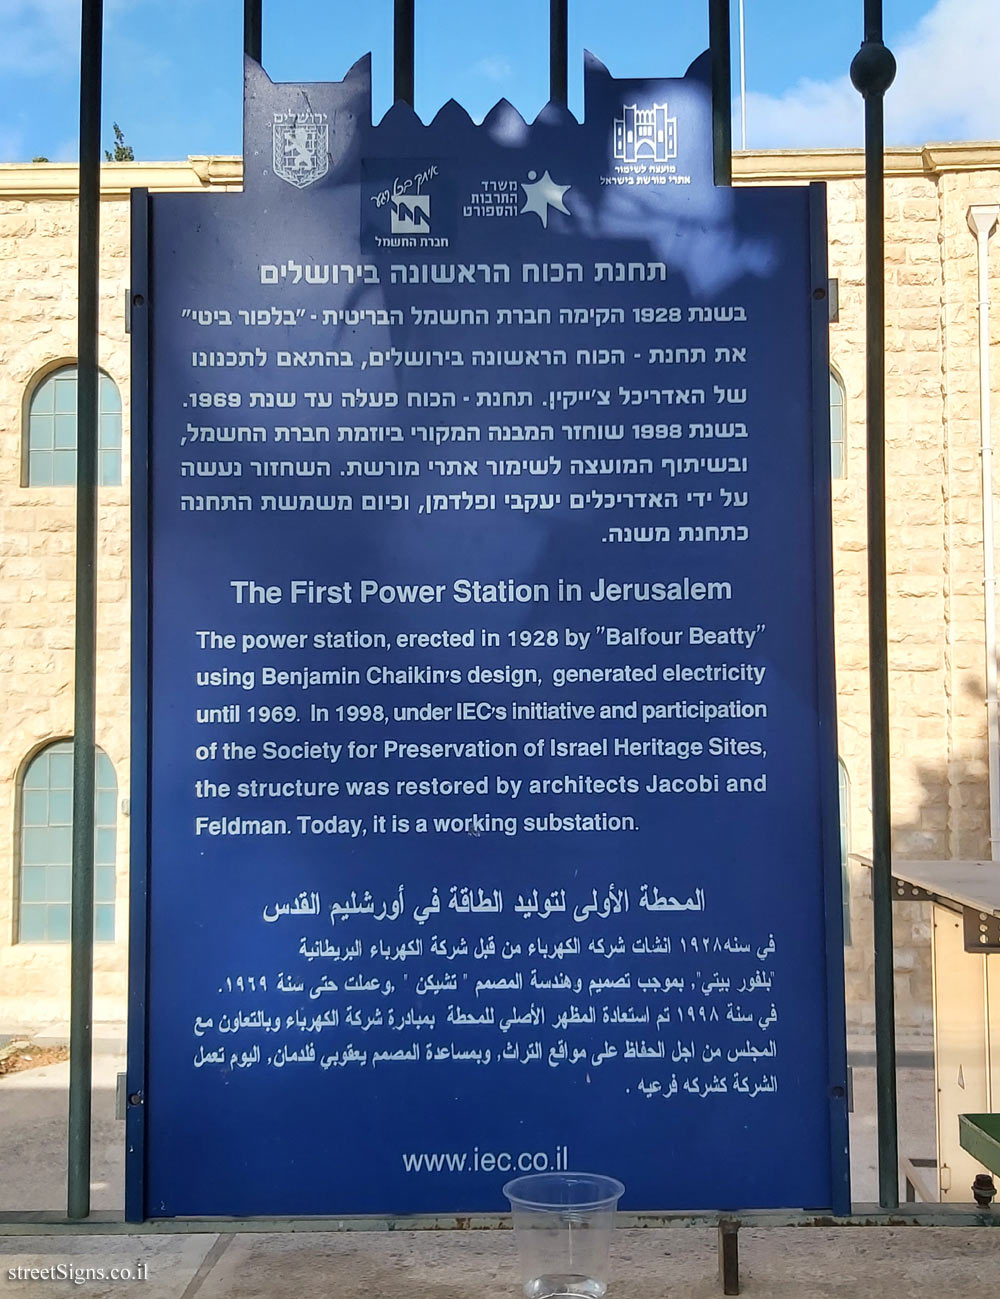 ירושלים
המועצה לשימור
אתרי מורשת בישראל
איתך בכל רגע
חברת החשמל
משרד
התרבות
והספורט
תחנת הכוח הראשונה בירושלים
בשנת 1928 הקימה חברת החשמל הבריטית - "בלפור ביטי"
את תחנת - הכוח הראשונה בירושלים, בהתאם לתכנונו
של האדריכל צ'ייקין. תחנת - הכוח פעלה עד שנת 1969.
בשנת 1998 שוחזר המבנה המקורי ביוזמת חברת החשמל,
ובשיתוף המועצה לשימור אתרי מורשת. השחזור נעשה
על ידי האדריכלים יעקבי ופלדמן, וכיום משמשת התחנה
כתחנת משנה.
The First Power Station in Jerusalem
The power station, erected in 1928 by "Balfour Beatty"
using Benjamin Chaikin's design, generated electricity
until 1969. In 1998, under IEC's initiative and participation
of the Society for Preservation of Israel Heritage Sites,
the structure was restored by architects Jacobi and
Feldman. Today, it is a working substation.
المحطة الأولى لتوليد الطاقة في أورشليم القدس
في سنه١٩٢٨ انشات شركه الكهرباء من قبل شركة الكهرباء البريطانية
"بلفور بيتي", بموجب تصميم وهندسة المصمم " تشيكن " ,وعملت حتى سنة ١٩٦٩.
في سنة ١٩٩٨ تم استعادة المظهر الأصلي للمحطة بمبادرة شركة الكهرباء وبالتعاون مع
المجلس من اجل الحفاظ على مواقع التراث, وبمساعدة المصمم يعقوبي فلدمان, اليوم تعمل
الشركة كشركه فرعيه .
www.iec.co.il
streetSigns.co.il